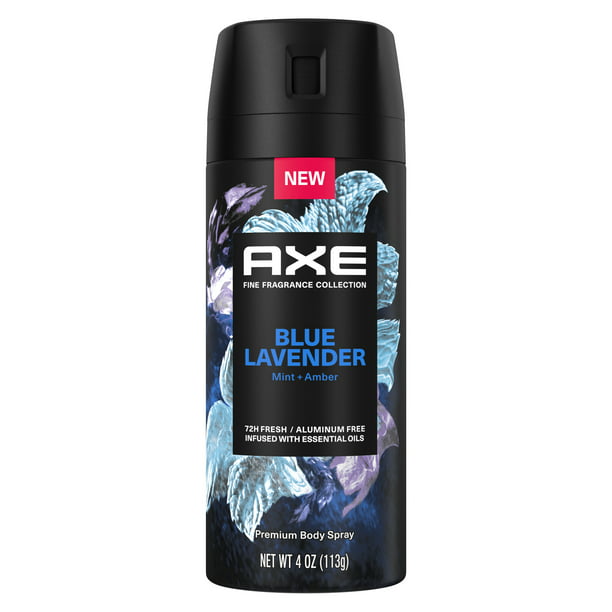 NEW
AXE
FINE FRAGRANCE COLLECTION
BLUE
LAVENDER
Mint + Amber
72H FRESH / ALUMINUM FREE
INFUSED WITH ESSENTIAL OILS
Premium Body Spray
NET WT 4 OZ (113g)